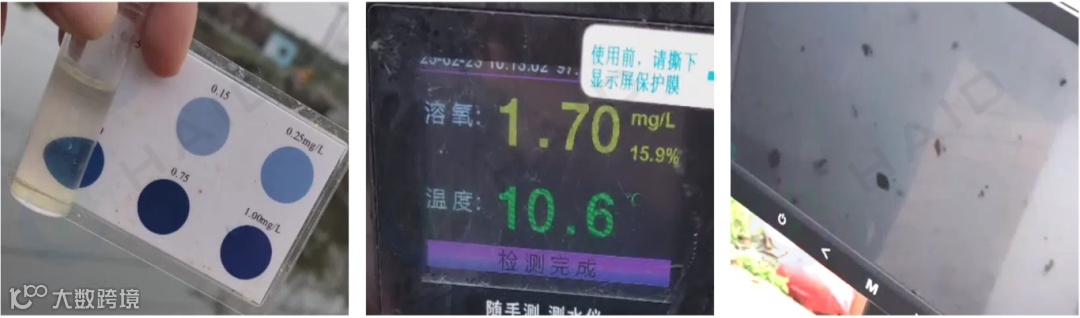 0.15
0.25mg/L
0.75
1.00mg/L
使用前，请撕下
显示屏保护膜
溶氧:
1.70
mg/L
15.9%
温度:
10.6
℃
检测完成
随手测 测水仪
M
大数跨境